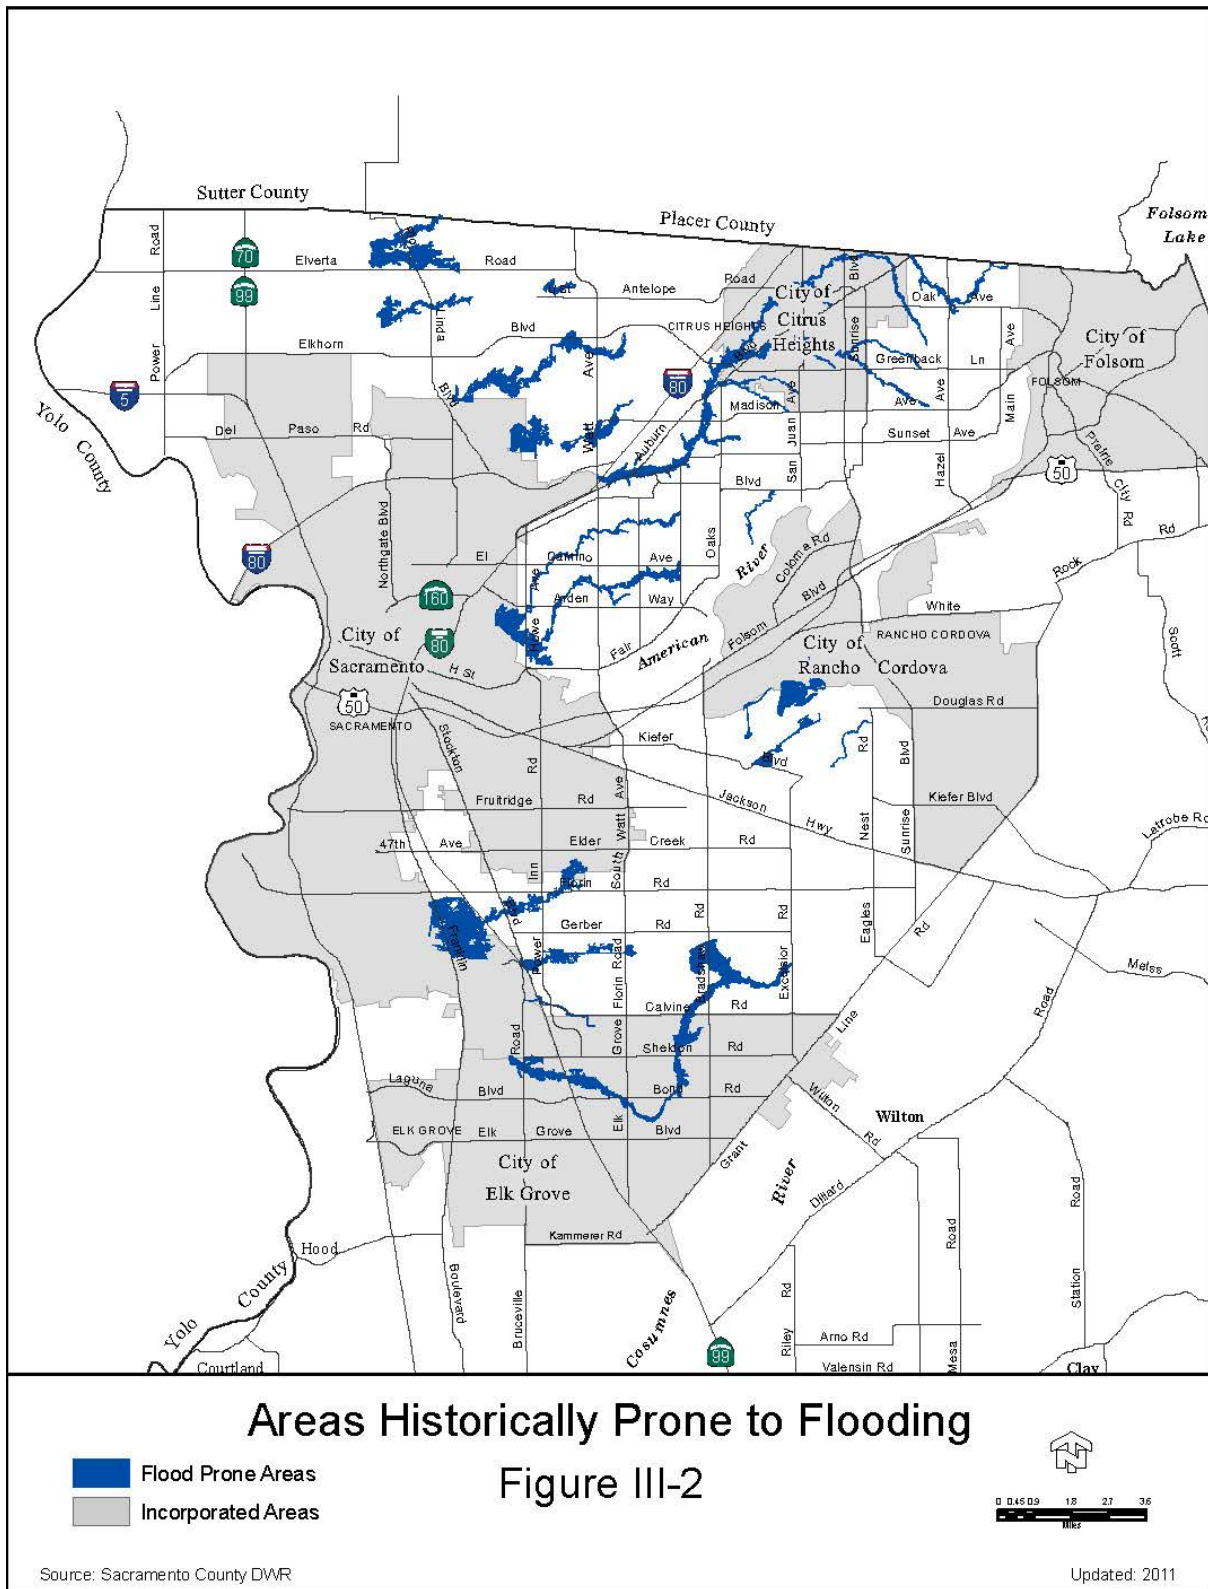 Sutter County
Placer County
Folsom
Lake
Road
Line
Power
70
99
Elverta
Road
Linda
Antelope
Road
Blvd
Elkhorn
CITRUS HEIGHTS
City of
Citrus
Heights
Blvd
Sunrise
Oak
Ave
Greenback
Ln
Ave
Main
City of
Folsom
FOLSOM
5
Yolo County
80
Blvd
Ave
Watt
Auburn
Blvd
Madison
Ave
Ave
Juan
San
Sunset
Ave
Ave
Hazel
Del
Paso
Rd
Prairie
City
Rd
50
Rd
Rock
Blvd
Northgate Blvd
80
El
Camino
Ave
Ave
Oaks
River
Coloma Rd
Blvd
Folsom
160
Arden
Way
Howe
Fair
American
White
RANCHO CORDOVA
City of
Rancho Cordova
Scott
City of
Sacramento
80
H St
50
SACRAMENTO
Douglas Rd
Stockton
Kiefer
Blvd
Rd
Blvd
Rd
Ave
Fruitridge
Rd
Jackson
Hwy
Kiefer Blvd
Nest
Sunrise
Latrobe Rd
47th
Ave
Elder
Creek
Rd
Watt
South
Inn
Florin
Rd
Gerber
Rd
Rd
Rd
Eagles
Rd
Franklin
Power
Florin Road
Bradshaw
Excelsior
Meiss
Road
Calvine
Rd
Line
Road
Grove
Sheldon
Rd
Laguna
Blvd
Bond
Rd
Wilton
Rd
Wilton
ELK GROVE
Elk
Grove
Elk
Blvd
Grant
City of
Elk Grove
River
Dillard
Road
Road
Kammerer Rd
Hood
Yolo County
Boulevard
Bruceville
Cosumnes
99
Rd
Riley
Arno Rd
Valensin Rd
Mesa
Station
Courtland
Clay
Areas Historically Prone to Flooding
Figure III-2
Flood Prone Areas
Incorporated Areas
N
0 0.45 0.9 1.8 2.7 3.6
Miles
Source: Sacramento County DWR
Updated: 2011